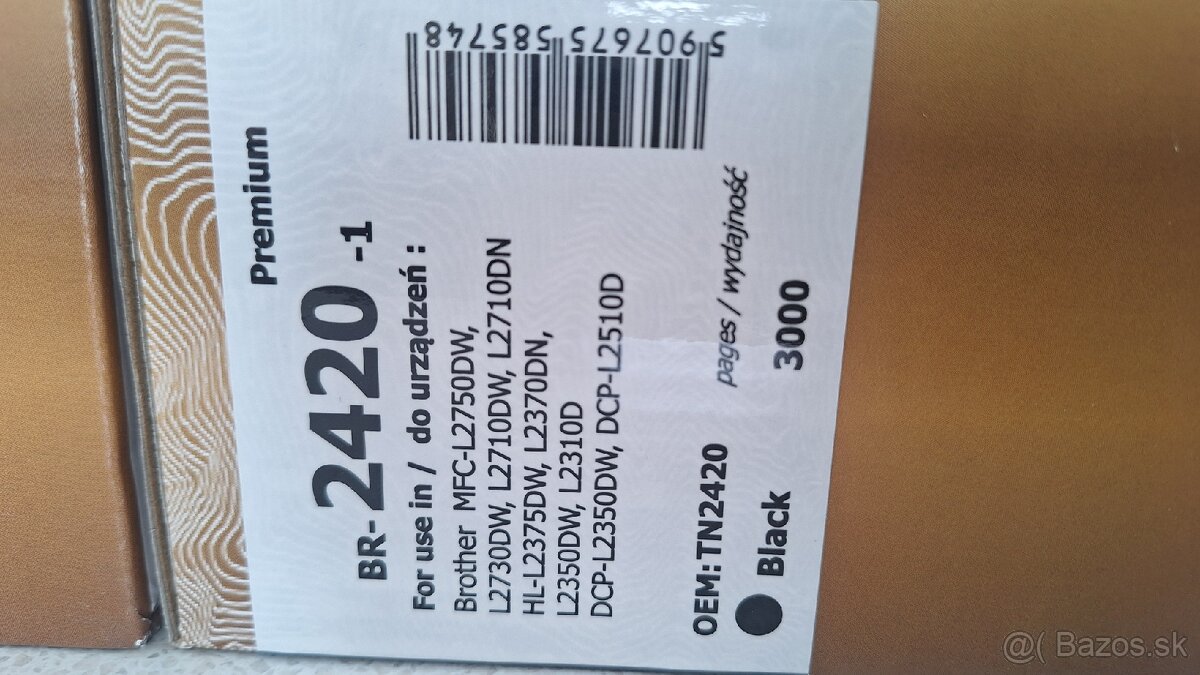 Premium
BR-2420-1
For use in / do urządzeń :
Brother MFC-L2750DW,
L2730DW, L2710DW, L2710DN
HL-L2375DW, L2370DN,
L2350DW, L2310D
DCP-L2350DW, DCP-L2510D
OEM: TN2420
pages / wydajność
Black
3000
5 907675 585748
@( Bazos.sk